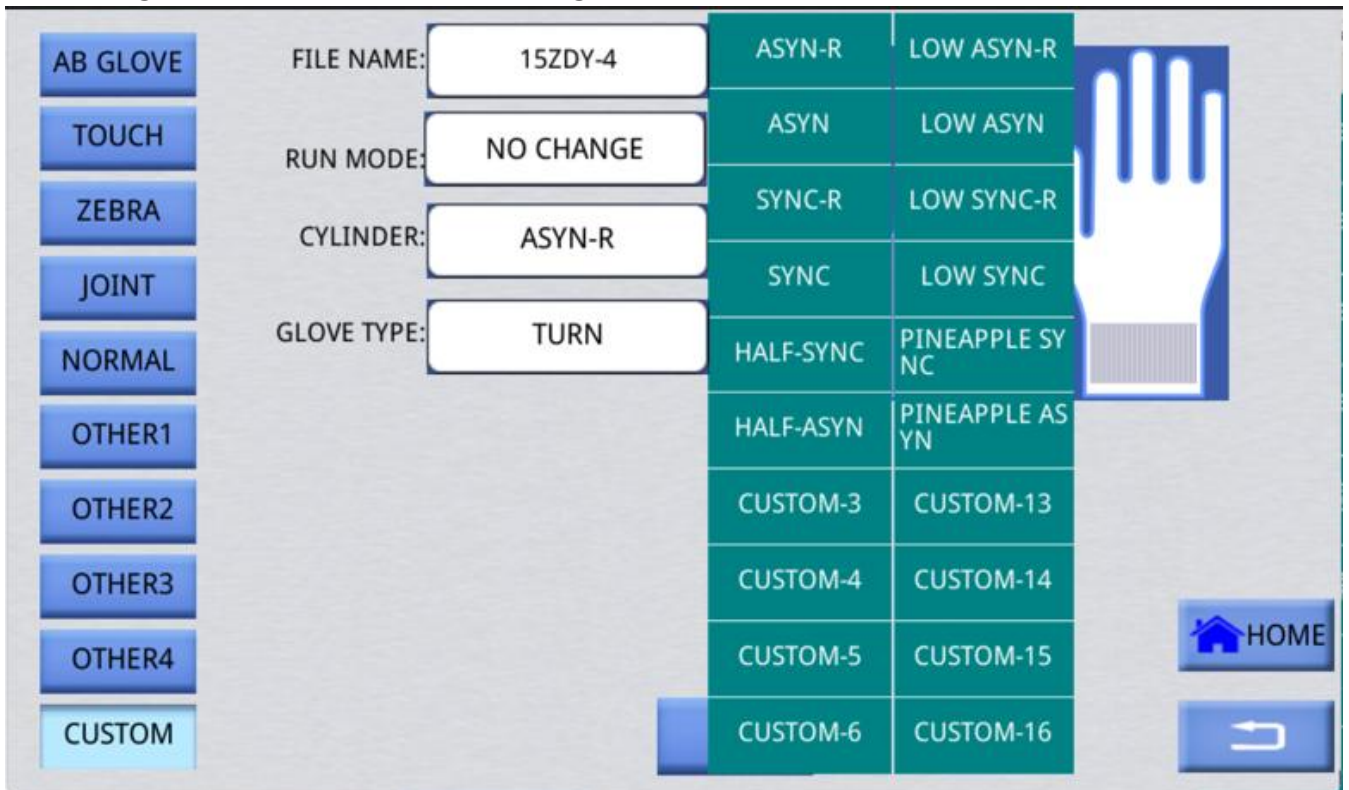 AB GLOVE
TOUCH
ZEBRA
JOINT
NORMAL
OTHER1
OTHER2
OTHER3
OTHER4
CUSTOM
FILE NAME: 15ZDY-4
RUN MODE: NO CHANGE
CYLINDER: ASYN-R
GLOVE TYPE: TURN
ASYN-R LOW ASYN-R
ASYN LOW ASYN
SYNC-R LOW SYNC-R
SYNC LOW SYNC
HALF-SYNC PINEAPPLE SY
NC
HALF-ASYN PINEAPPLE AS
YN
CUSTOM-3 CUSTOM-13
CUSTOM-4 CUSTOM-14
CUSTOM-5 CUSTOM-15
CUSTOM-6 CUSTOM-16
HOME